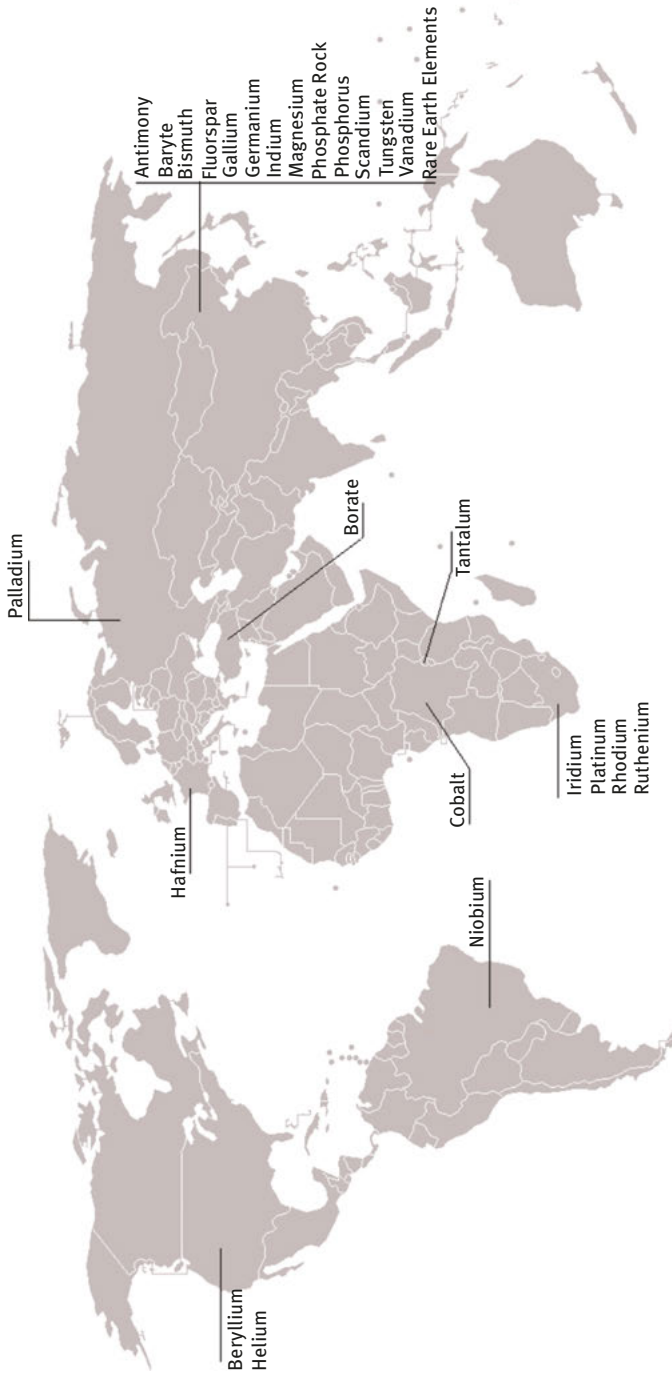 Palladium
Antimony
Baryte
Bismuth
Fluorspar
Gallium
Germanium
Indium
Magnesium
Phosphate Rock
Phosphorus
Scandium
Tungsten
Vanadium
Rare Earth Elements
Hafnium
Borate
Tantalum
Cobalt
Iridium
Platinum
Rhodium
Ruthenium
Niobium
Beryllium
Helium